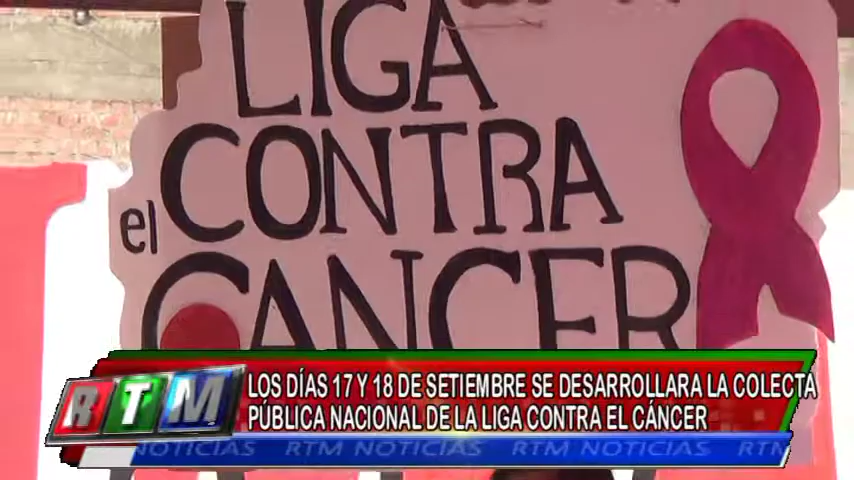 LIGA
CONTRA
el
CANCER
RTM
LOS DÍAS 17 Y 18 DE SETIEMBRE SE DESARROLLARA LA COLECTA
PÚBLICA NACIONAL DE LA LIGA CONTRA EL CÁNCER
NOTICIAS RTM NOTICIAS RTM NOTICIAS RTM